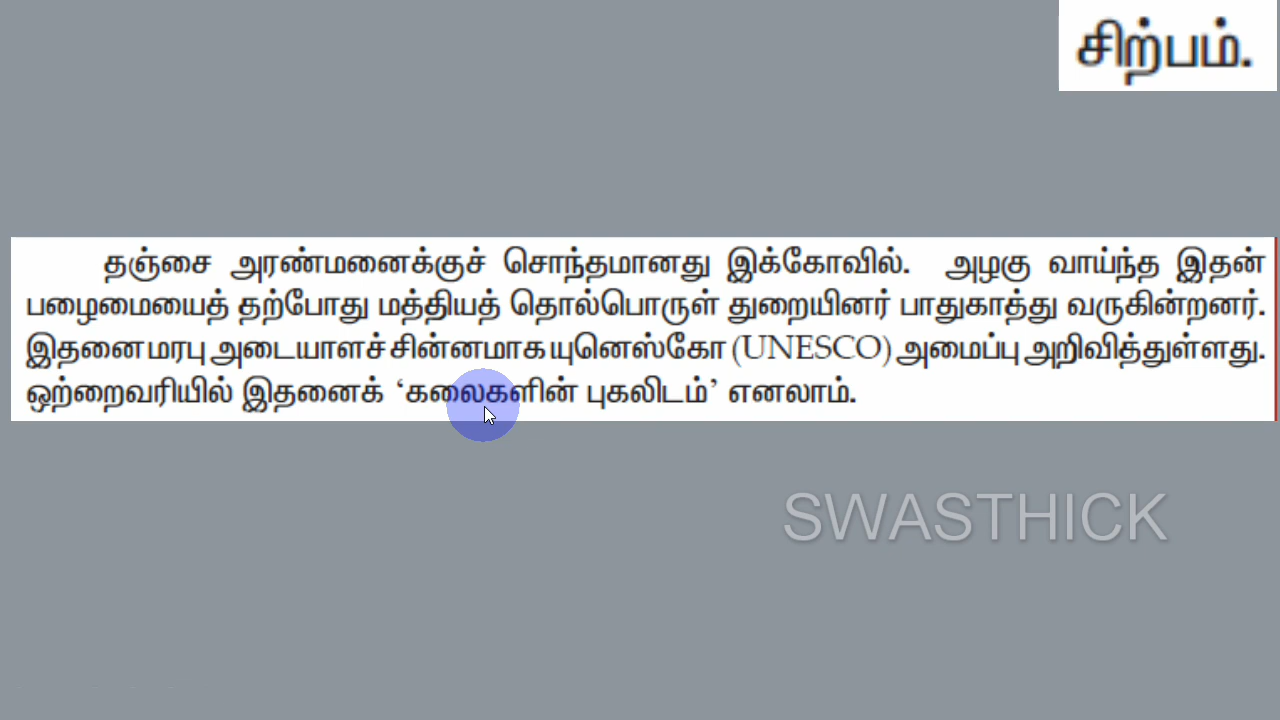 சிற்பம்.
தஞ்சை அரண்மனைக்குச் சொந்தமானது இக்கோவில். அழகு வாய்ந்த இதன்
பழைமையைத் தற்போது மத்தியத் தொல்பொருள் துறையினர் பாதுகாத்து வருகின்றனர்.
இதனை மரபு அடையாளச் சின்னமாக யுனெஸ்கோ (UNESCO) அமைப்பு அறிவித்துள்ளது.
ஒற்றைவரியில் இதனைக் ‘கலைகளின் புகலிடம்’ எனலாம்.
SWASTHICK